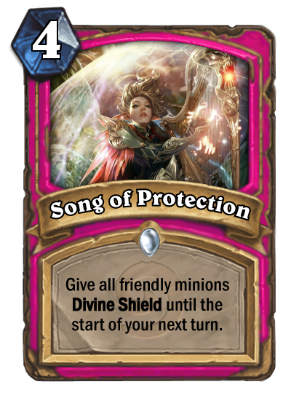 4
Song of Protection
Give all friendly minions
Divine Shield until the
start of your next turn.